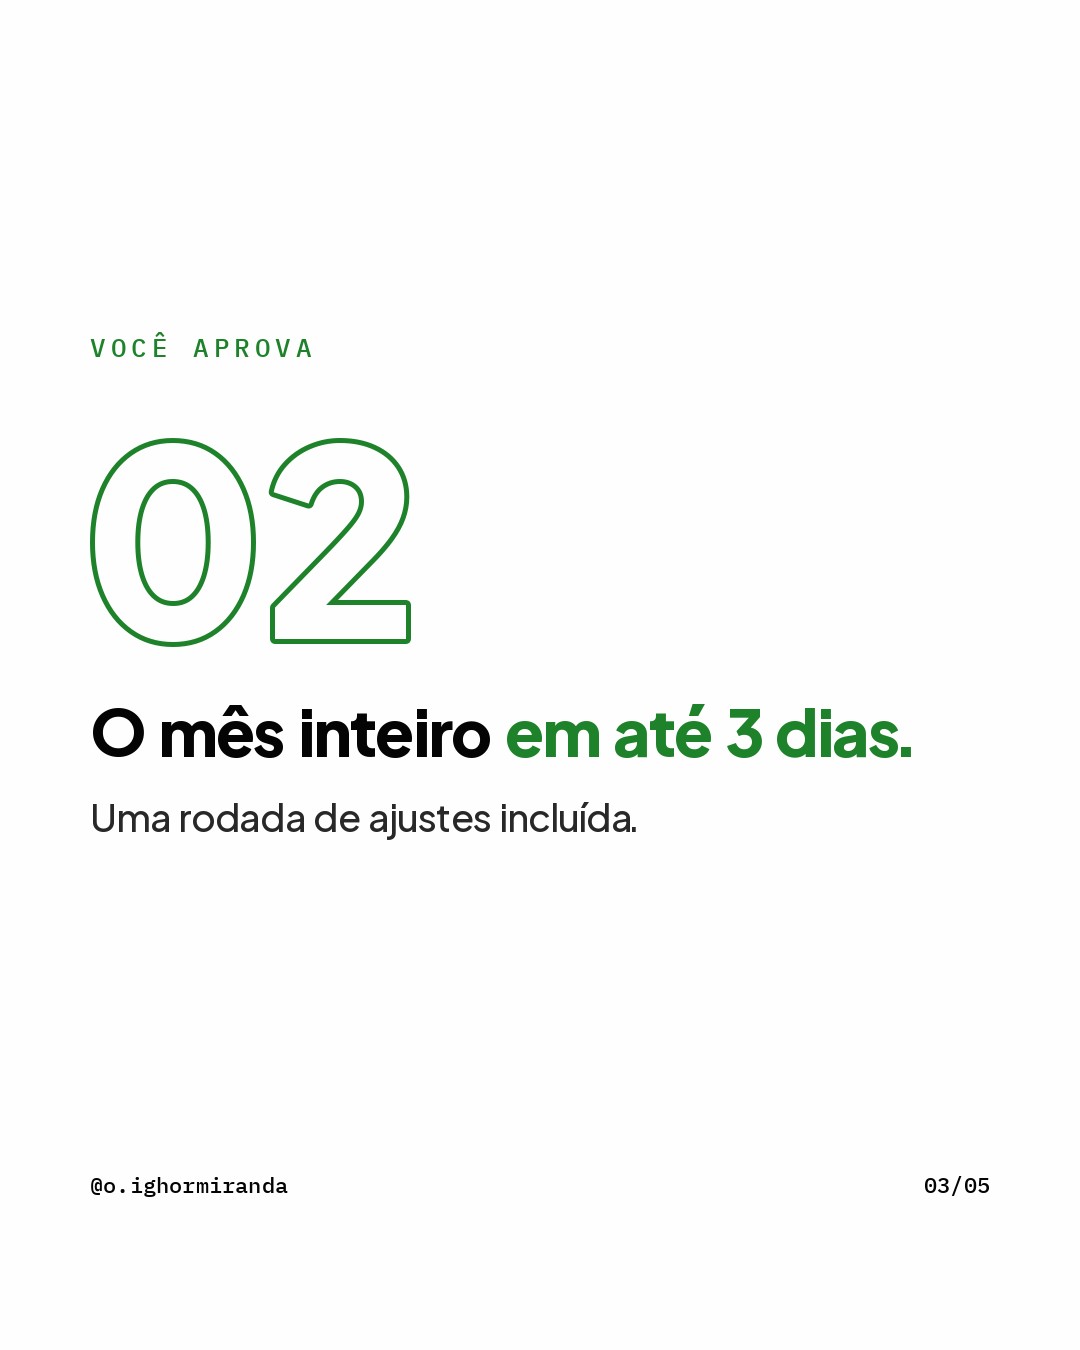 VOCÊ APROVA
02
O mês inteiro em até 3 dias.
Uma rodada de ajustes incluída.
@o.ighormiranda
03/05